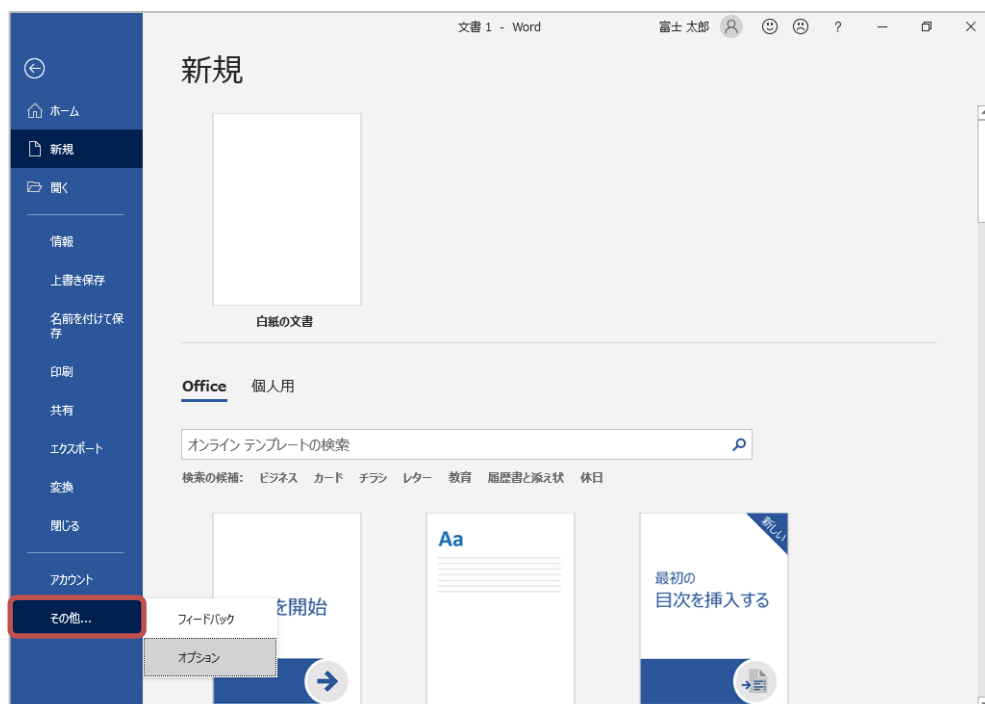 文書 1 - Word
富士 太郎
?
新規
ホーム
新規
開く
情報
上書き保存
名前を付けて保
存
印刷
共有
エクスポート
変換
閉じる
アカウント
その他...
フィードバック
オプション
白紙の文書
Office 個人用
オンライン テンプレートの検索
検索の候補: ビジネス カード チラシ レター 教育 履歴書と添え状 休日
を開始
Aa
新しい
最初の
目次を挿入する